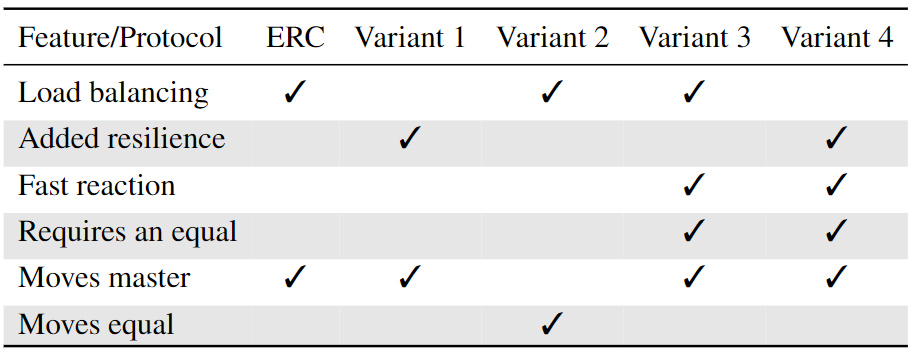 Feature/Protocol ERC Variant 1 Variant 2 Variant 3 Variant 4
Load balancing ✓ ✓ ✓
Added resilience ✓ ✓
Fast reaction ✓ ✓
Requires an equal ✓ ✓
Moves master ✓ ✓ ✓ ✓
Moves equal ✓